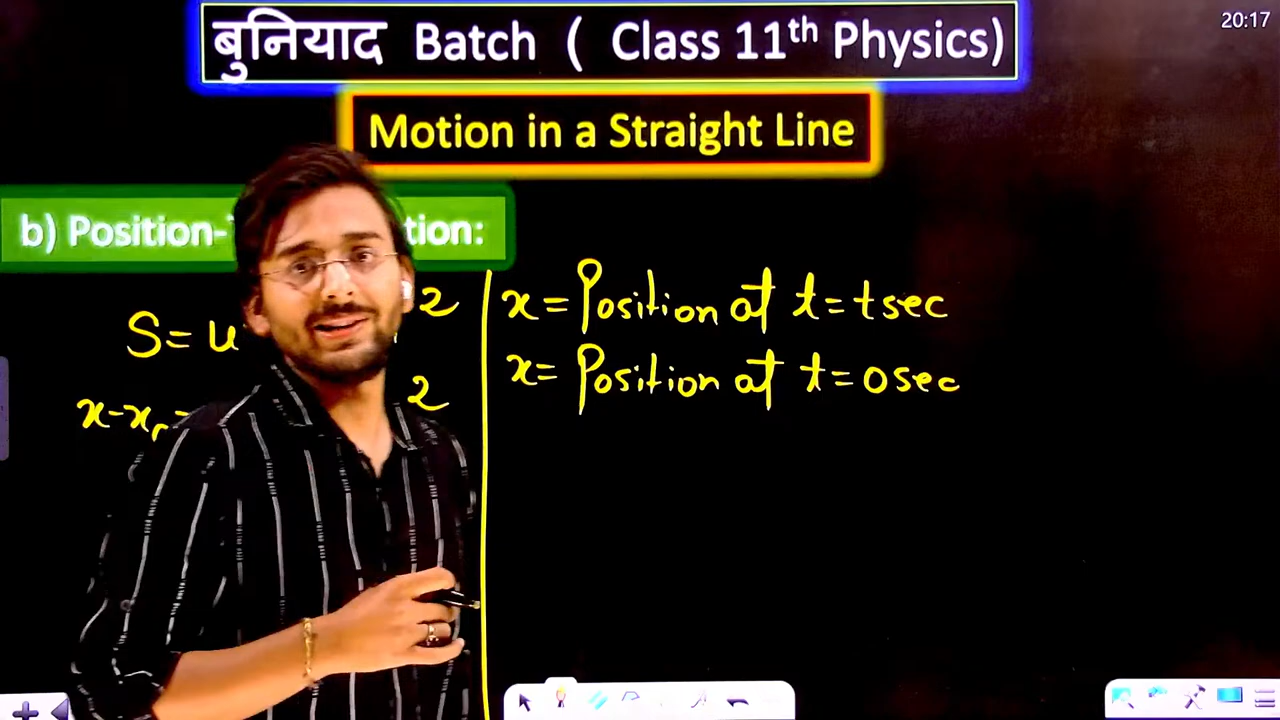 20:17
बुनियाद Batch ( Class 11th Physics)
Motion in a Straight Line
b) Position-
S= u 2
x-x 2
x= Position at t= t sec
x= Position at t= 0 sec